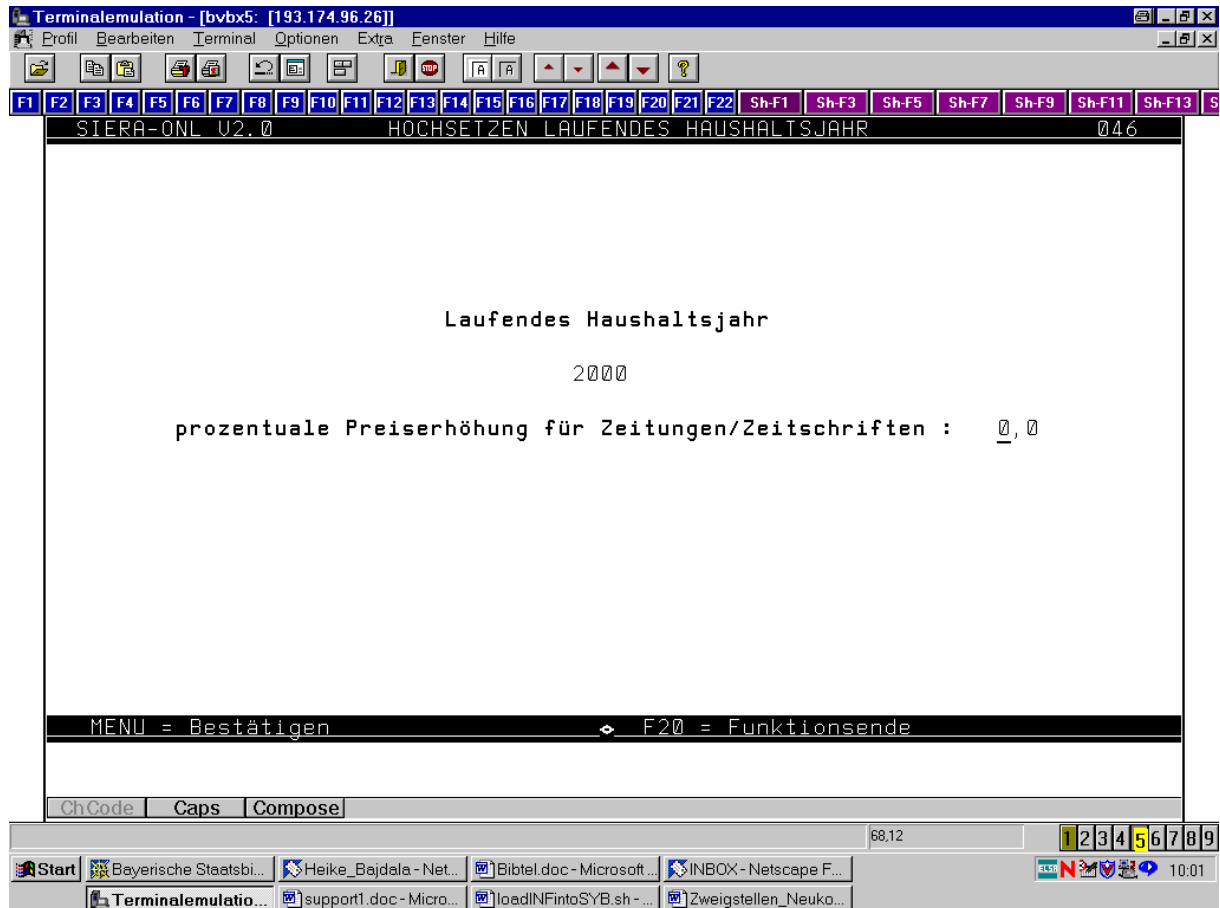 Terminalemulation - [bvbx5: [193.174.96.26]]
Profil Bearbeiten Terminal Optionen Extra Fenster Hilfe
STOP A A ?
F1 F2 F3 F4 F5 F6 F7 F8 F9 F10 F11 F12 F13 F14 F15 F16 F17 F18 F19 F20 F21 F22 Sh-F1 Sh-F3 Sh-F5 Sh-F7 Sh-F9 Sh-F11 Sh-F13 S
SIERA-ONL V2.0 HOCHSETZEN LAUFENDES HAUSHALTSJAHR 046
Laufendes Haushaltsjahr
2000
prozentuale Preiserhöhung für Zeitungen/Zeitschriften : 0,0
MENU = Bestätigen F20 = Funktionsende
ChCode Caps Compose
68,12 1 2 3 4 5 6 7 8 9
Start Bayerische Staatsbi... Heike_Bajdala - Net... Bibtel.doc - Microsoft ... INBOX - Netscape F... N 10:01
Terminalemulatio... support1.doc - Micro... loadINFintoSYB.sh - ... Zweigstellen_Neuko...